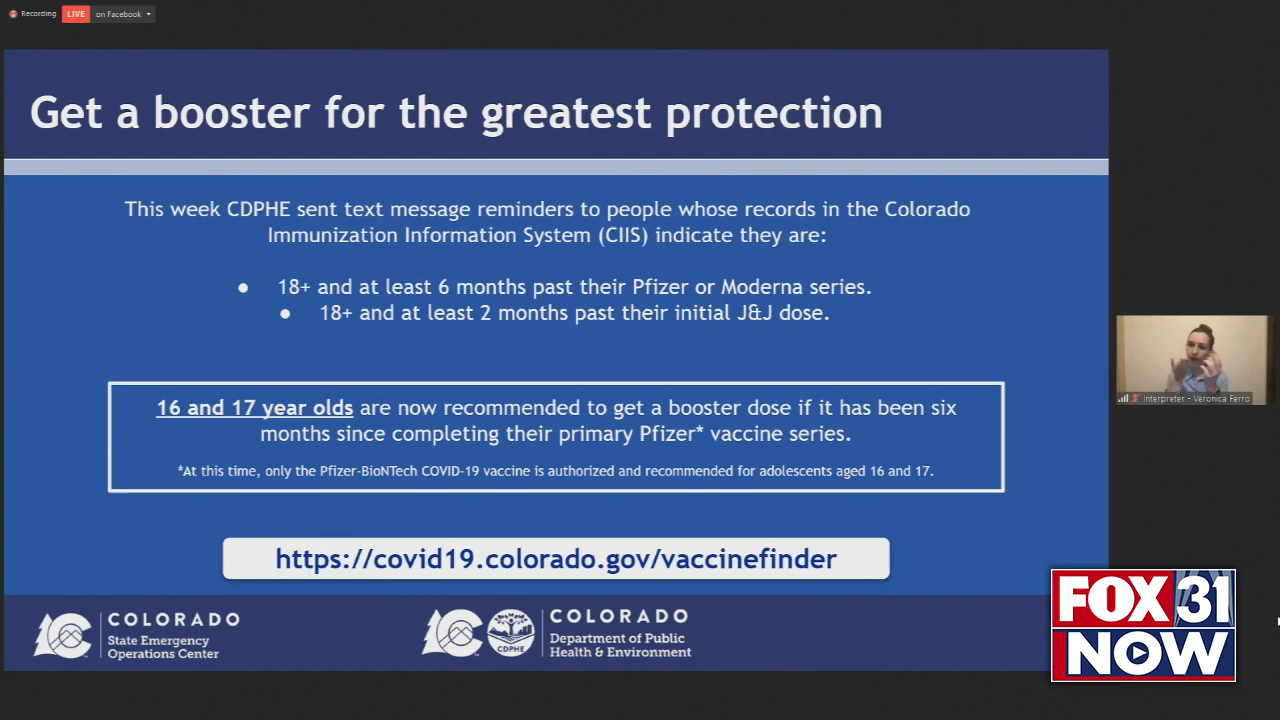 Recording LIVE on Facebook
Get a booster for the greatest protection
This week CDPHE sent text message reminders to people whose records in the Colorado
Immunization Information System (CIIS) indicate they are:
● 18+ and at least 6 months past their Pfizer or Moderna series.
● 18+ and at least 2 months past their initial J&J dose.
16 and 17 year olds are now recommended to get a booster dose if it has been six
months since completing their primary Pfizer* vaccine series.
*At this time, only the Pfizer-BioNTech COVID-19 vaccine is authorized and recommended for adolescents aged 16 and 17.
https://covid19.colorado.gov/vaccinefinder
COLORADO
State Emergency
Operations Center
CDPHE
COLORADO
Department of Public
Health & Environment
Interpreter - Veronica Ferro
FOX 31
NOW